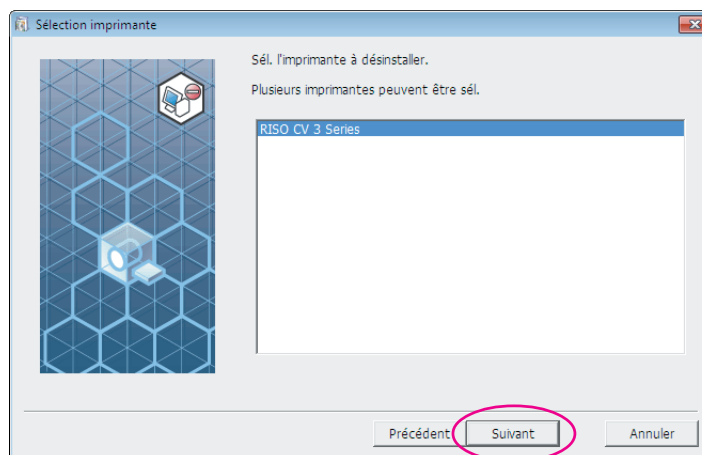 Sélection imprimante
Sél. l'imprimante à désinstaller.
Plusieurs imprimantes peuvent être sél.
RISO CV 3 Series
Précédent Suivant Annuler